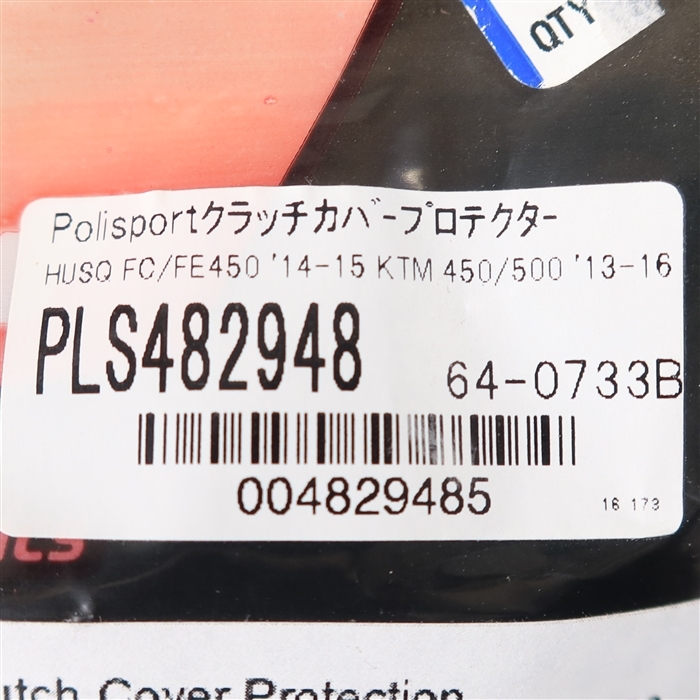 QTY
Polisportクラッチカバープロテクター
HUSQ FC/FE450 '14-15 KTM 450/500 '13-16
PLS482948 64-0733B
004829485
16 173
Cover Protection